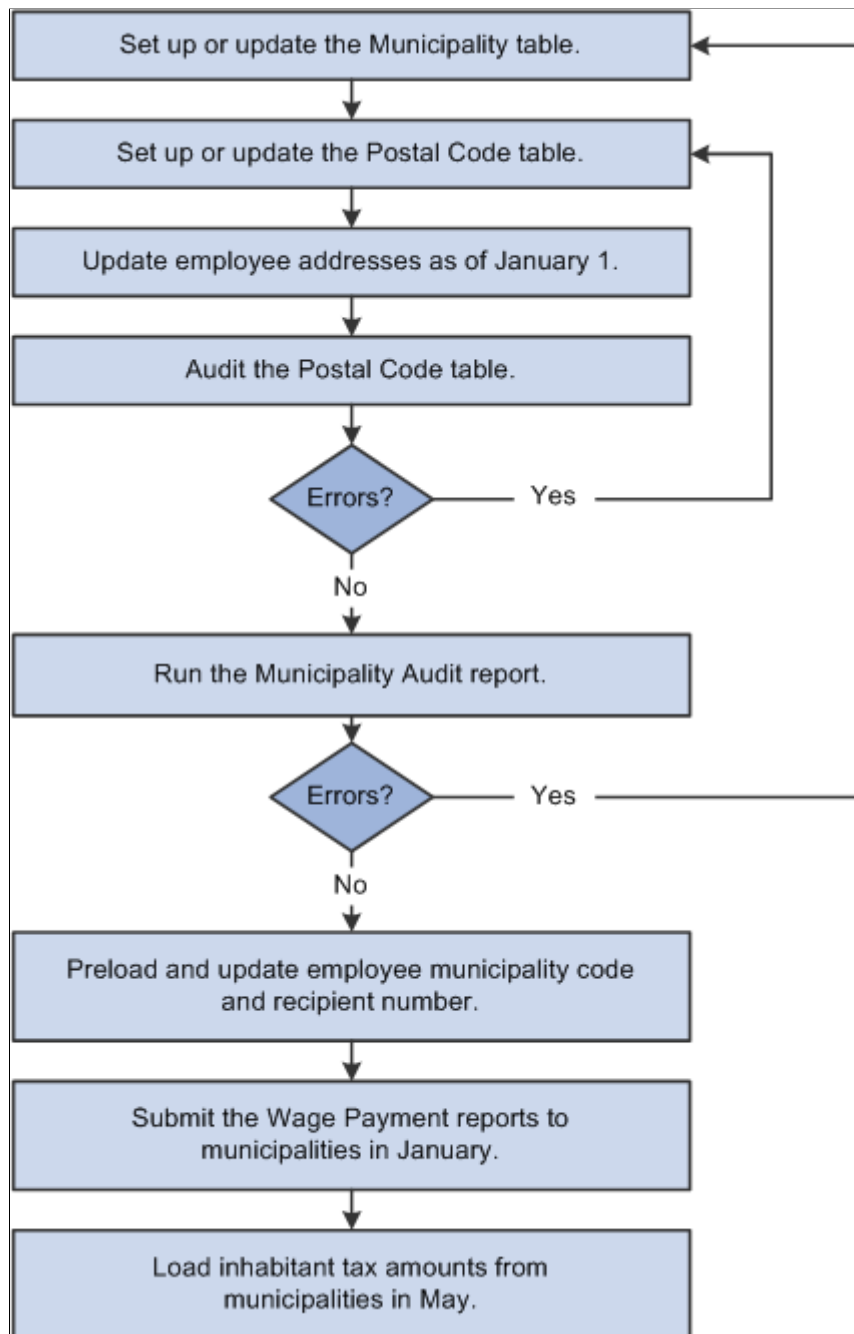 Set up or update the Municipality table.
Set up or update the Postal Code table.
Update employee addresses as of January 1.
Audit the Postal Code table.
Errors?
Yes
No
Run the Municipality Audit report.
Errors?
Yes
No
Preload and update employee municipality code
and recipient number.
Submit the Wage Payment reports to
municipalities in January.
Load inhabitant tax amounts from
municipalities in May.